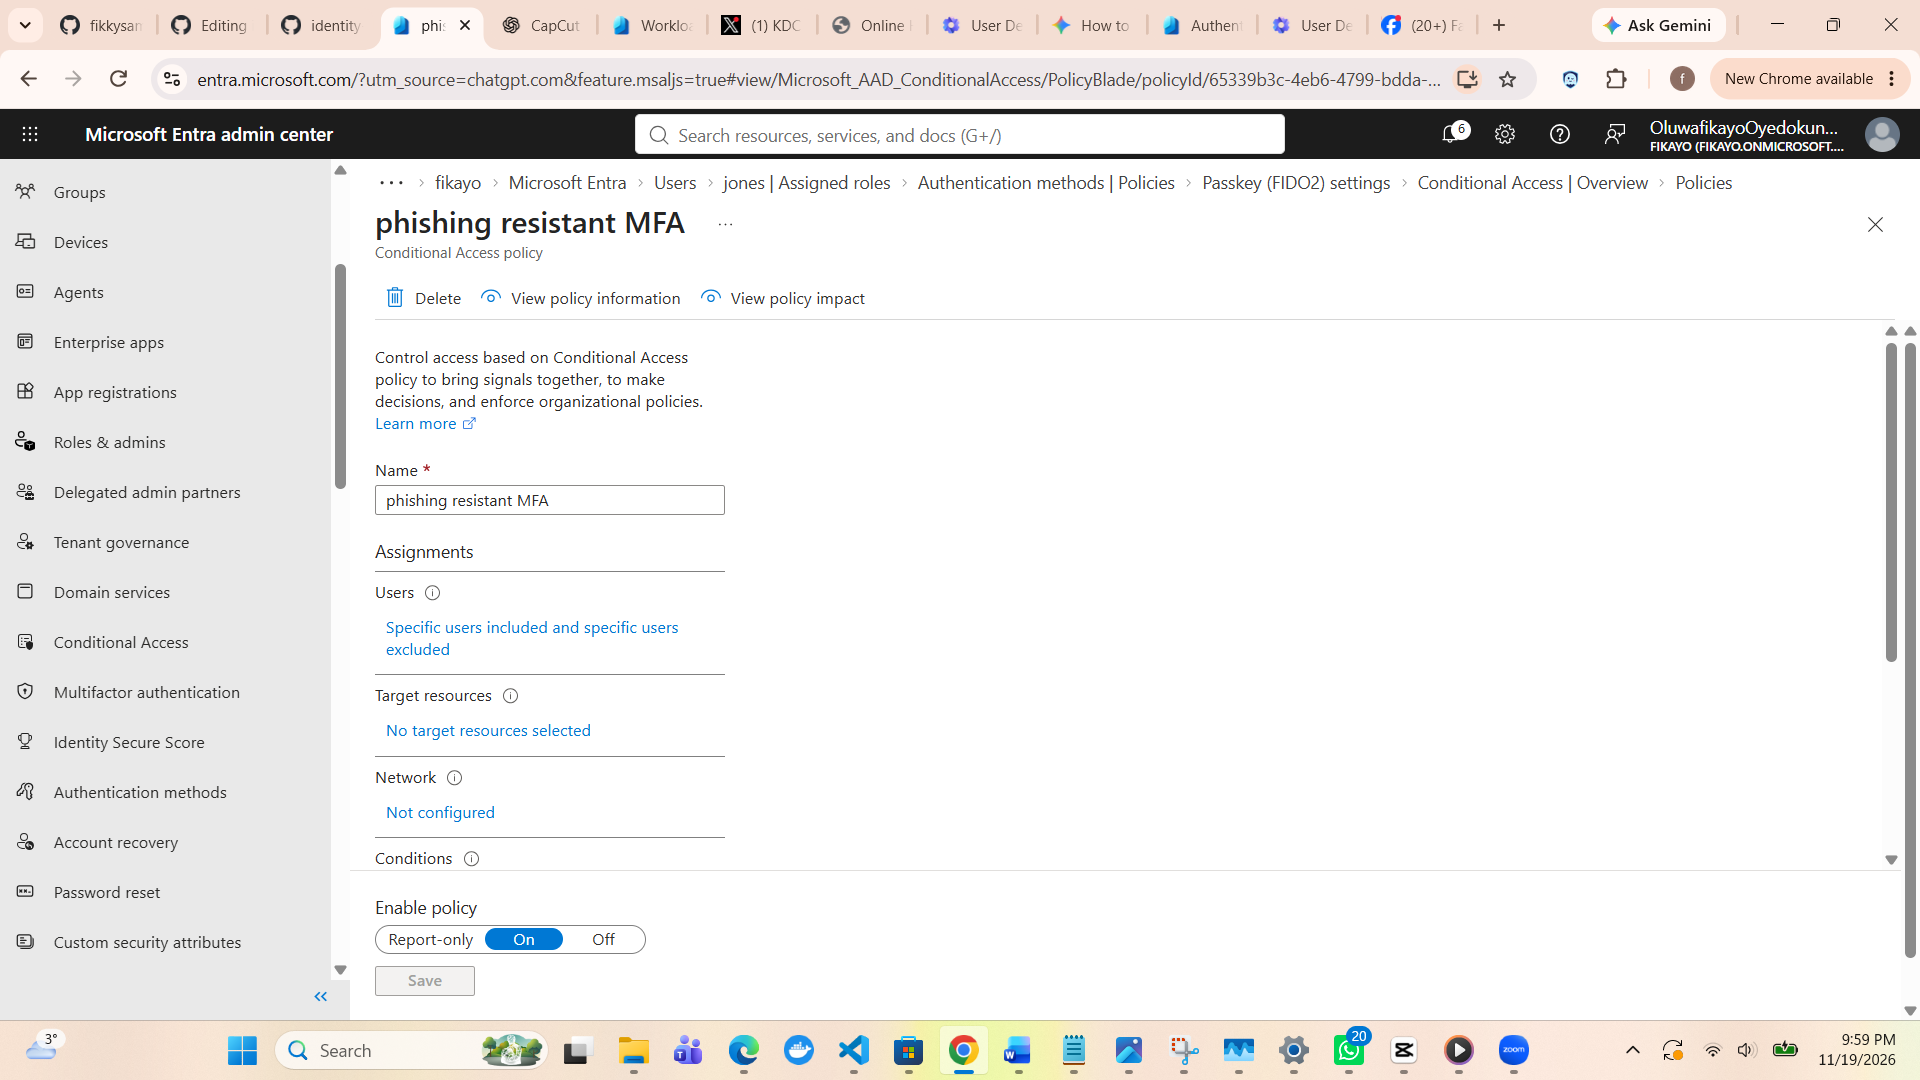 fikkysan
Editing
identity
phis
CapCut
Workloa
(1) KDC
Online
User De
How to
Authent
User De
(20+) Fa
Ask Gemini
entra.microsoft.com/?utm_source=chatgpt.com&feature.msaljs=true#view/Microsoft_AAD_ConditionalAccess/PolicyBlade/policyId/65339b3c-4eb6-4799-bdda-...
f
New Chrome available
Microsoft Entra admin center
Search resources, services, and docs (G+/)
6
OluwafikayoOyedokun...
FIKAYO (FIKAYO.ONMICROSOFT....
Groups
Devices
Agents
Enterprise apps
App registrations
Roles & admins
Delegated admin partners
Tenant governance
Domain services
Conditional Access
Multifactor authentication
Identity Secure Score
Authentication methods
Account recovery
Password reset
Custom security attributes
fikayo
Microsoft Entra
Users
jones | Assigned roles
Authentication methods | Policies
Passkey (FIDO2) settings
Conditional Access | Overview
Policies
phishing resistant MFA
Conditional Access policy
Delete
View policy information
View policy impact
Control access based on Conditional Access
policy to bring signals together, to make
decisions, and enforce organizational policies.
Learn more
Name *
phishing resistant MFA
Assignments
Users
Specific users included and specific users
excluded
Target resources
No target resources selected
Network
Not configured
Conditions
Enable policy
Report-only
On
Off
Save
3°
Search
20
zoom
9:59 PM
11/19/2026